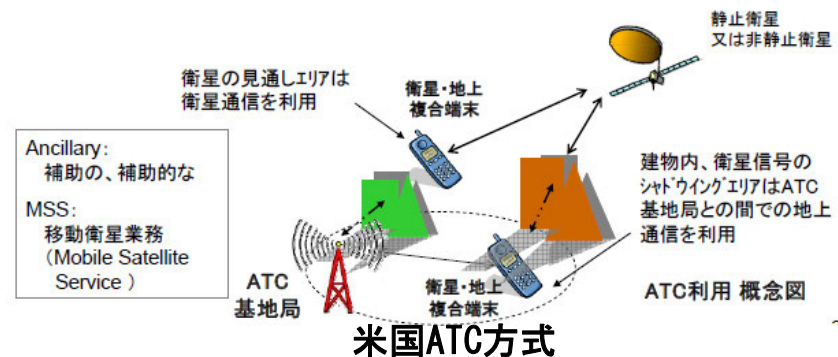 静止衛星
又は非静止衛星
衛星の見通しエリアは
衛星通信を利用
衛星・地上
複合端末
Ancillary:
補助の、補助的な
MSS:
移動衛星業務
(Mobile Satellite
Service )
建物内、衛星信号の
シャドウイングエリアはATC
基地局との間での地上
通信を利用
ATC
基地局
衛星・地上
複合端末
ATC利用 概念図
米国ATC方式